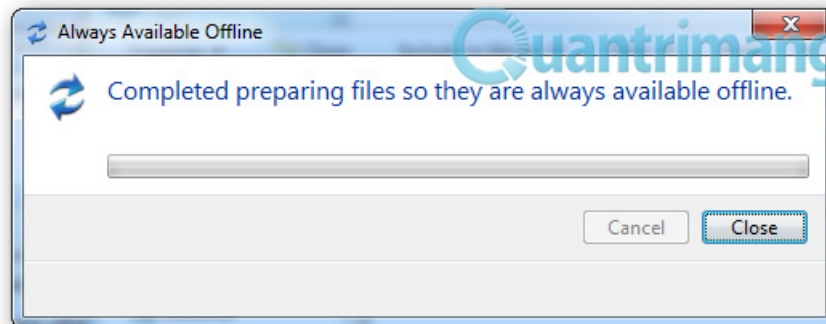 Always Available Offline
Quantrimang
Completed preparing files so they are always available offline.
Cancel
Close